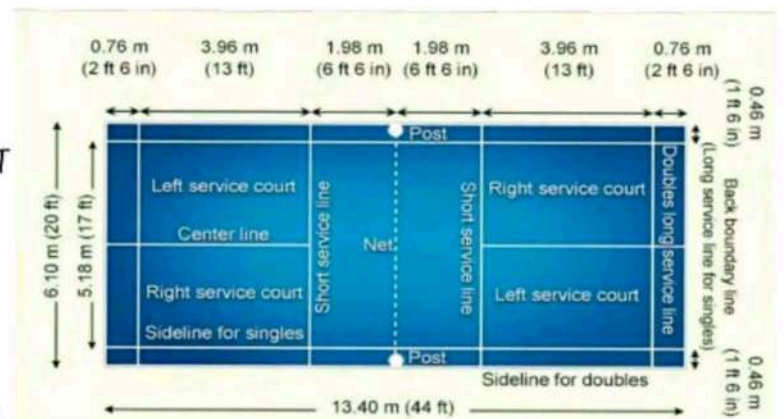 0.76 m 3.96 m 1.98 m 1.98 m 3.96 m 0.76 m
(2 ft 6 in) (13 ft) (6 ft 6 in) (6 ft 6 in) (13 ft) (2 ft 6 in)
0.46 m
(1 ft 6 in)
Post
Left service court
Right service court
Center line
Short service line
Net
Short service line
Doubles long service line
Back boundary line
(Long service line for singles)
6.10 m (20 ft)
5.18 m (17 ft)
Right service court
Left service court
Sideline for singles
Post
Sideline for doubles
0.46 m
(1 ft 6 in)
13.40 m (44 ft)